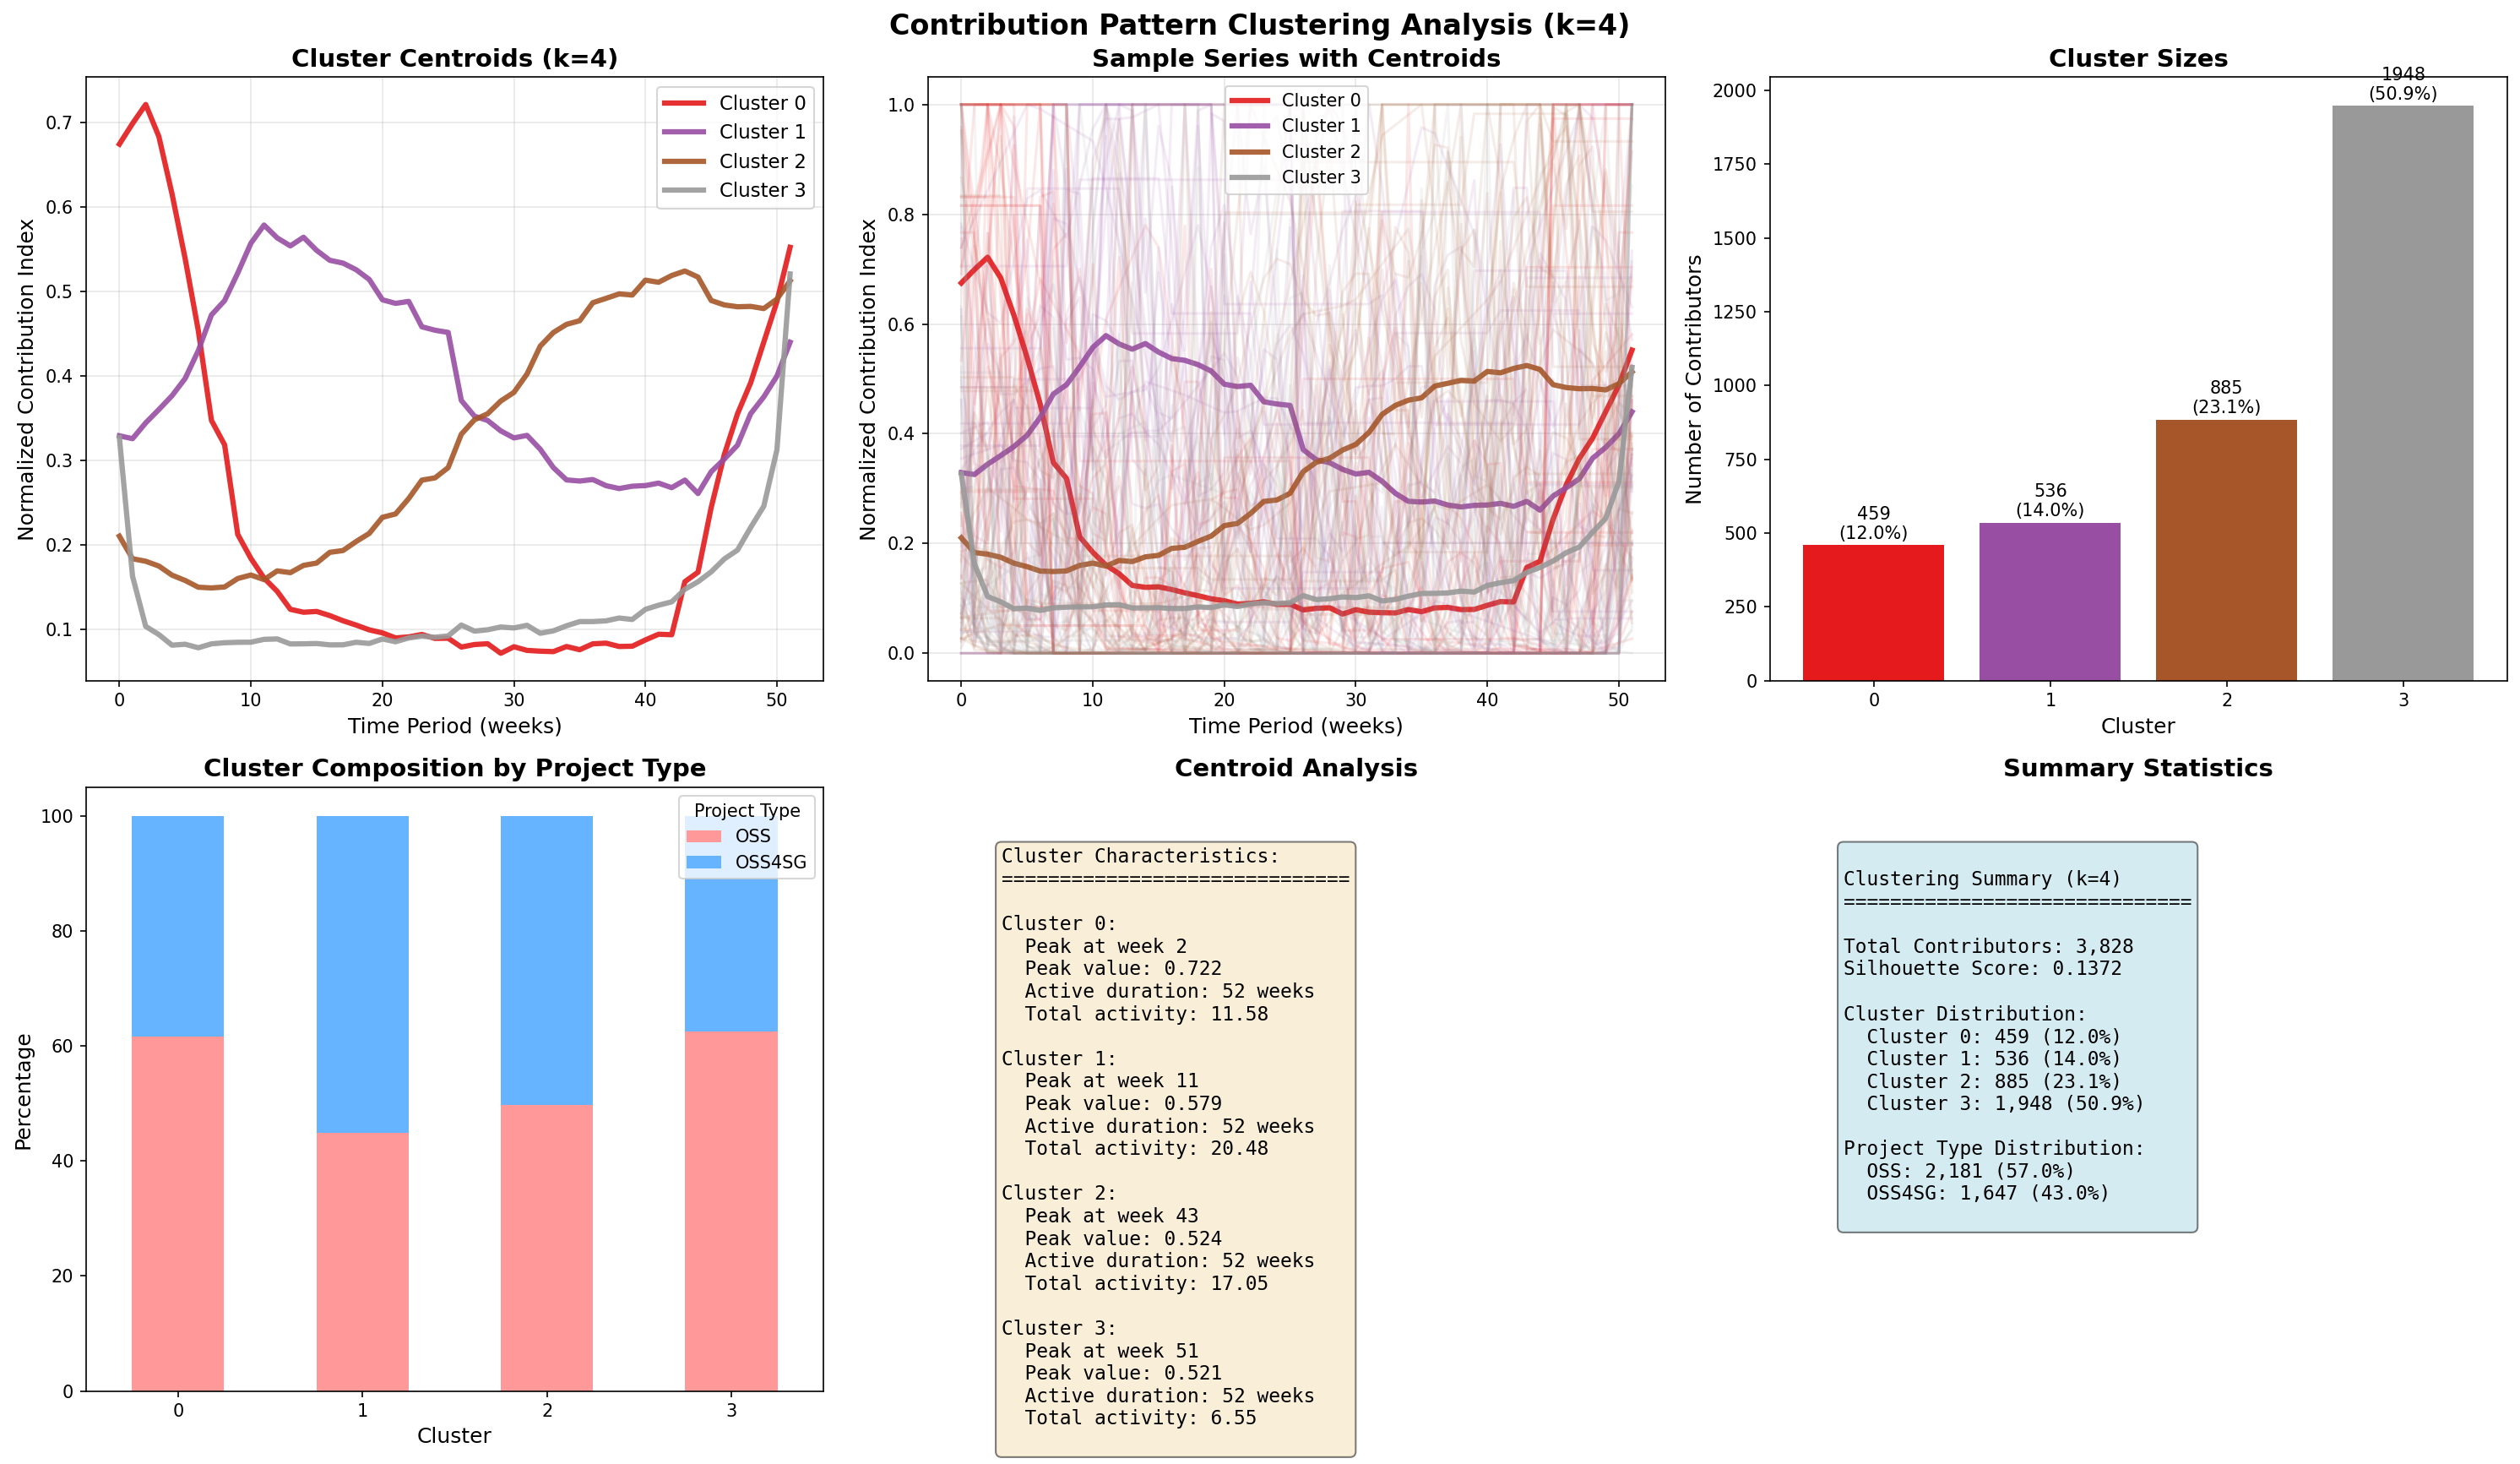 Contribution Pattern Clustering Analysis (k=4)
Cluster Centroids (k=4)
Normalized Contribution Index
0.7
0.6
0.5
0.4
0.3
0.2
0.1
0
10
20
30
40
50
Time Period (weeks)
Cluster 0
Cluster 1
Cluster 2
Cluster 3
Sample Series with Centroids
Normalized Contribution Index
1.0
0.8
0.6
0.4
0.2
0.0
0
10
20
30
40
50
Time Period (weeks)
Cluster 0
Cluster 1
Cluster 2
Cluster 3
Cluster Sizes
Number of Contributors
2000
1750
1500
1250
1000
750
500
250
0
459
(12.0%)
536
(14.0%)
885
(23.1%)
1948
(50.9%)
0
1
2
3
Cluster
Cluster Composition by Project Type
Percentage
100
80
60
40
20
0
0
1
2
3
Cluster
Project Type
OSS
OSS4SG
Centroid Analysis
Cluster Characteristics:
==============================
Cluster 0:
Peak at week 2
Peak value: 0.722
Active duration: 52 weeks
Total activity: 11.58
Cluster 1:
Peak at week 11
Peak value: 0.579
Active duration: 52 weeks
Total activity: 20.48
Cluster 2:
Peak at week 43
Peak value: 0.524
Active duration: 52 weeks
Total activity: 17.05
Cluster 3:
Peak at week 51
Peak value: 0.521
Active duration: 52 weeks
Total activity: 6.55
Summary Statistics
Clustering Summary (k=4)
==============================
Total Contributors: 3,828
Silhouette Score: 0.1372
Cluster Distribution:
Cluster 0: 459 (12.0%)
Cluster 1: 536 (14.0%)
Cluster 2: 885 (23.1%)
Cluster 3: 1,948 (50.9%)
Project Type Distribution:
OSS: 2,181 (57.0%)
OSS4SG: 1,647 (43.0%)